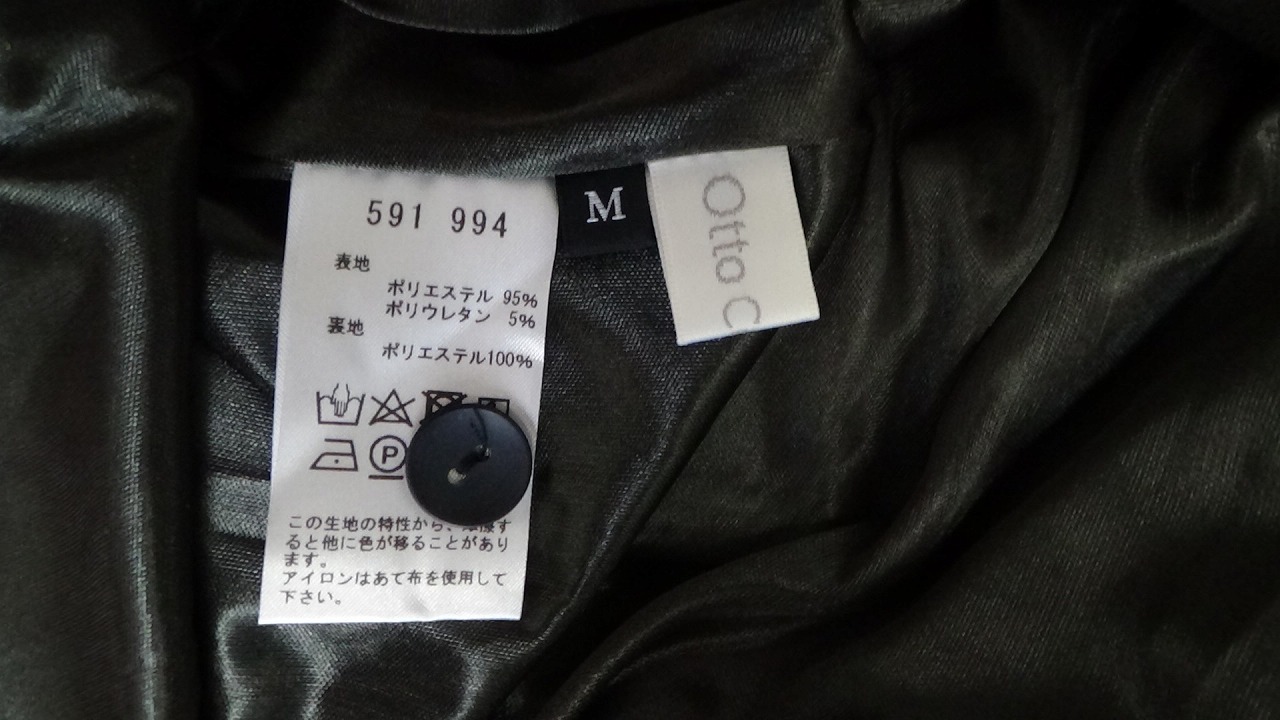 591 994
表地
ポリエステル 95%
ポリウレタン 5%
裏地
ポリエステル100%
P
この生地の特性から、摩擦す
ると他に色が移ることがあり
ます。
アイロンはあて布を使用して
下さい。
M
Otto C